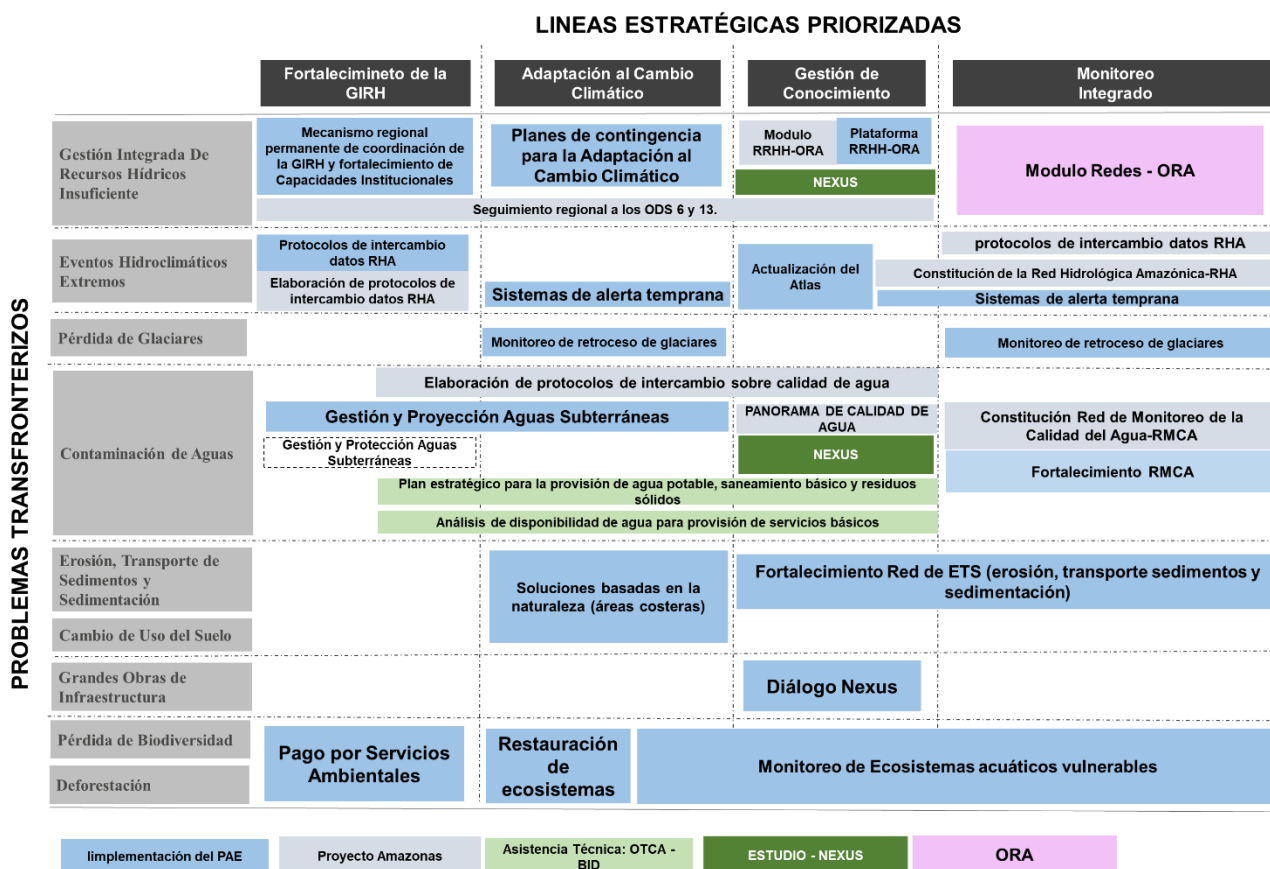 LINEAS ESTRATÉGICAS PRIORIZADAS
PROBLEMAS TRANSFRONTERIZOS
Fortalecimineto de la
GIRH
Adaptación al Cambio
Climático
Gestión de
Conocimiento
Monitoreo
Integrado
Gestión Integrada De
Recursos Hídricos
Insuficiente
Mecanismo regional
permanente de coordinación de
la GIRH y fortalecimiento de
Capacidades Institucionales
Planes de contingencia
para la Adaptación al
Cambio Climático
Modulo
RRHH-ORA
Plataforma
RRHH-ORA
NEXUS
Modulo Redes - ORA
Seguimiento regional a los ODS 6 y 13.
Eventos Hidroclimáticos
Extremos
Protocolos de intercambio
datos RHA
Elaboración de protocolos de
intercambio datos RHA
Sistemas de alerta temprana
Actualización del
Atlas
protocolos de intercambio datos RHA
Constitución de la Red Hidrológica Amazónica-RHA
Sistemas de alerta temprana
Pérdida de Glaciares
Monitoreo de retroceso de glaciares
Monitoreo de retroceso de glaciares
Contaminación de Aguas
Elaboración de protocolos de intercambio sobre calidad de agua
Gestión y Proyección Aguas Subterráneas
Gestión y Protección Aguas
Subterráneas
PANORAMA DE CALIDAD DE
AGUA
NEXUS
Constitución Red de Monitoreo de la
Calidad del Agua-RMCA
Fortalecimiento RMCA
Plan estratégico para la provisión de agua potable, saneamiento básico y residuos
sólidos
Análisis de disponibilidad de agua para provisión de servicios básicos
Erosión, Transporte de
Sedimentos y
Sedimentación
Cambio de Uso del Suelo
Soluciones basadas en la
naturaleza (áreas costeras)
Fortalecimiento Red de ETS (erosión, transporte sedimentos y
sedimentación)
Grandes Obras de
Infraestructura
Diálogo Nexus
Pérdida de Biodiversidad
Deforestación
Pago por Servicios
Ambientales
Restauración
de
ecosistemas
Monitoreo de Ecosistemas acuáticos vulnerables
Iimplementación del PAE
Proyecto Amazonas
Asistencia Técnica: OTCA -
BID
ESTUDIO - NEXUS
ORA